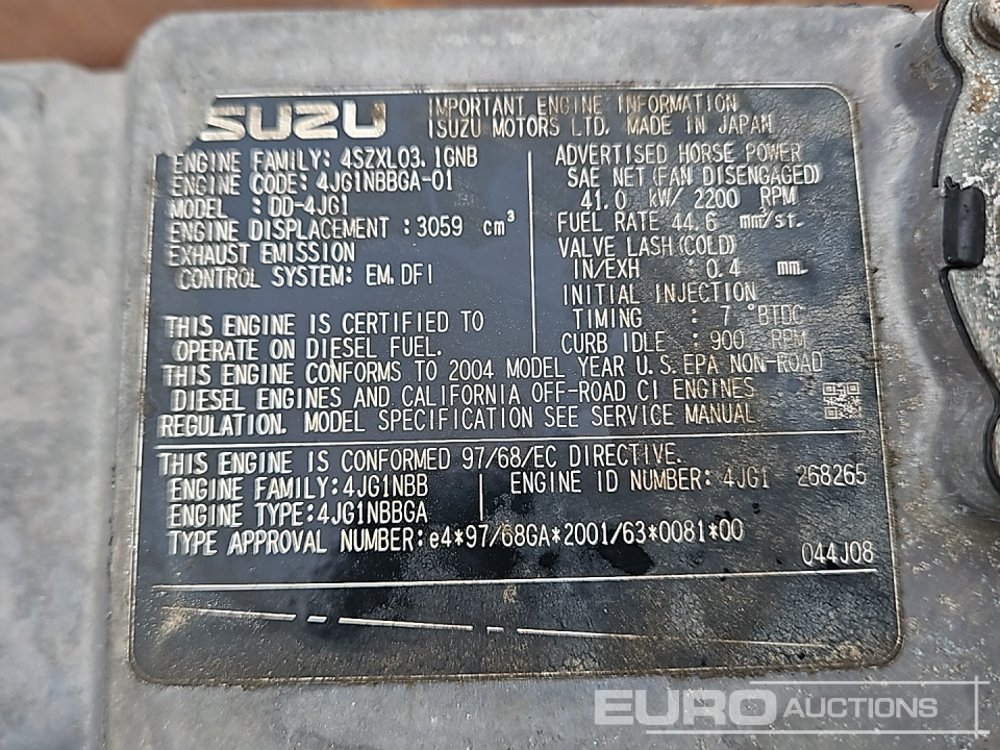 ISUZU
IMPORTANT ENGINE INFORMATION
ISUZU MOTORS LTD. MADE IN JAPAN
ENGINE FAMILY: 4SZXL03.1GNB
ENGINE CODE: 4JG1NBBGA-01
MODEL : DD-4JG1
ENGINE DISPLACEMENT : 3059 cm³
EXHAUST EMISSION
CONTROL SYSTEM: EM.DFI
THIS ENGINE IS CERTIFIED TO
OPERATE ON DIESEL FUEL.
ADVERTISED HORSE POWER
SAE NET (FAN DISENGAGED)
41.0 kW/ 2200 RPM
FUEL RATE 44.6 mm³/st.
VALVE LASH (COLD)
IN/EXH : 0.4 mm.
INITIAL INJECTION
TIMING : 7 °BTDC
CURB IDLE : 900 RPM
THIS ENGINE CONFORMS TO 2004 MODEL YEAR U.S.EPA NON-ROAD
DIESEL ENGINES AND CALIFORNIA OFF-ROAD CI ENGINES
REGULATION. MODEL SPECIFICATION SEE SERVICE MANUAL
THIS ENGINE IS CONFORMED 97/68/EC DIRECTIVE.
ENGINE FAMILY:4JG1NBB
ENGINE TYPE:4JG1NBBGA
ENGINE ID NUMBER: 4JG1 268265
TYPE APPROVAL NUMBER:e4*97/68GA*2001/63*0081*00
044J08
EURO AUCTIONS